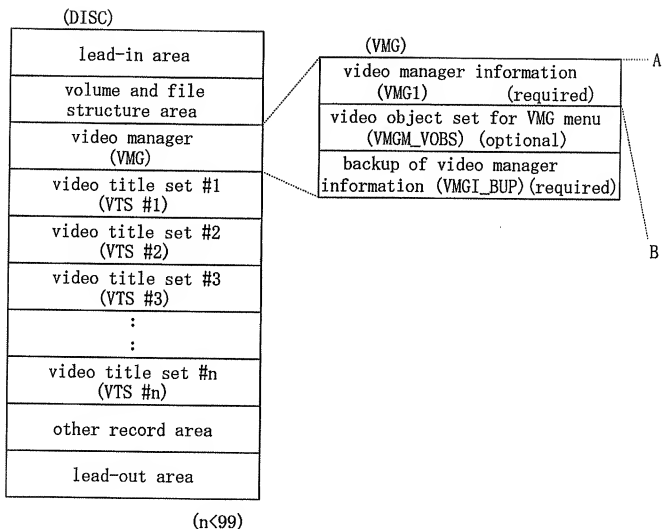 (DISC)
lead-in area
volume and file
structure area
video manager
(VMG)
video title set #1
(VTS #1)
video title set #2
(VTS #2)
video title set #3
(VTS #3)
:
:
video title set #n
(VTS #n)
other record area
lead-out area
(n<99)
(VMG)
video manager information
(VMG1) (required)
video object set for VMG menu
(VMGM_VOBS) (optional)
backup of video manager
information (VMGI_BUP) (required)
A
B